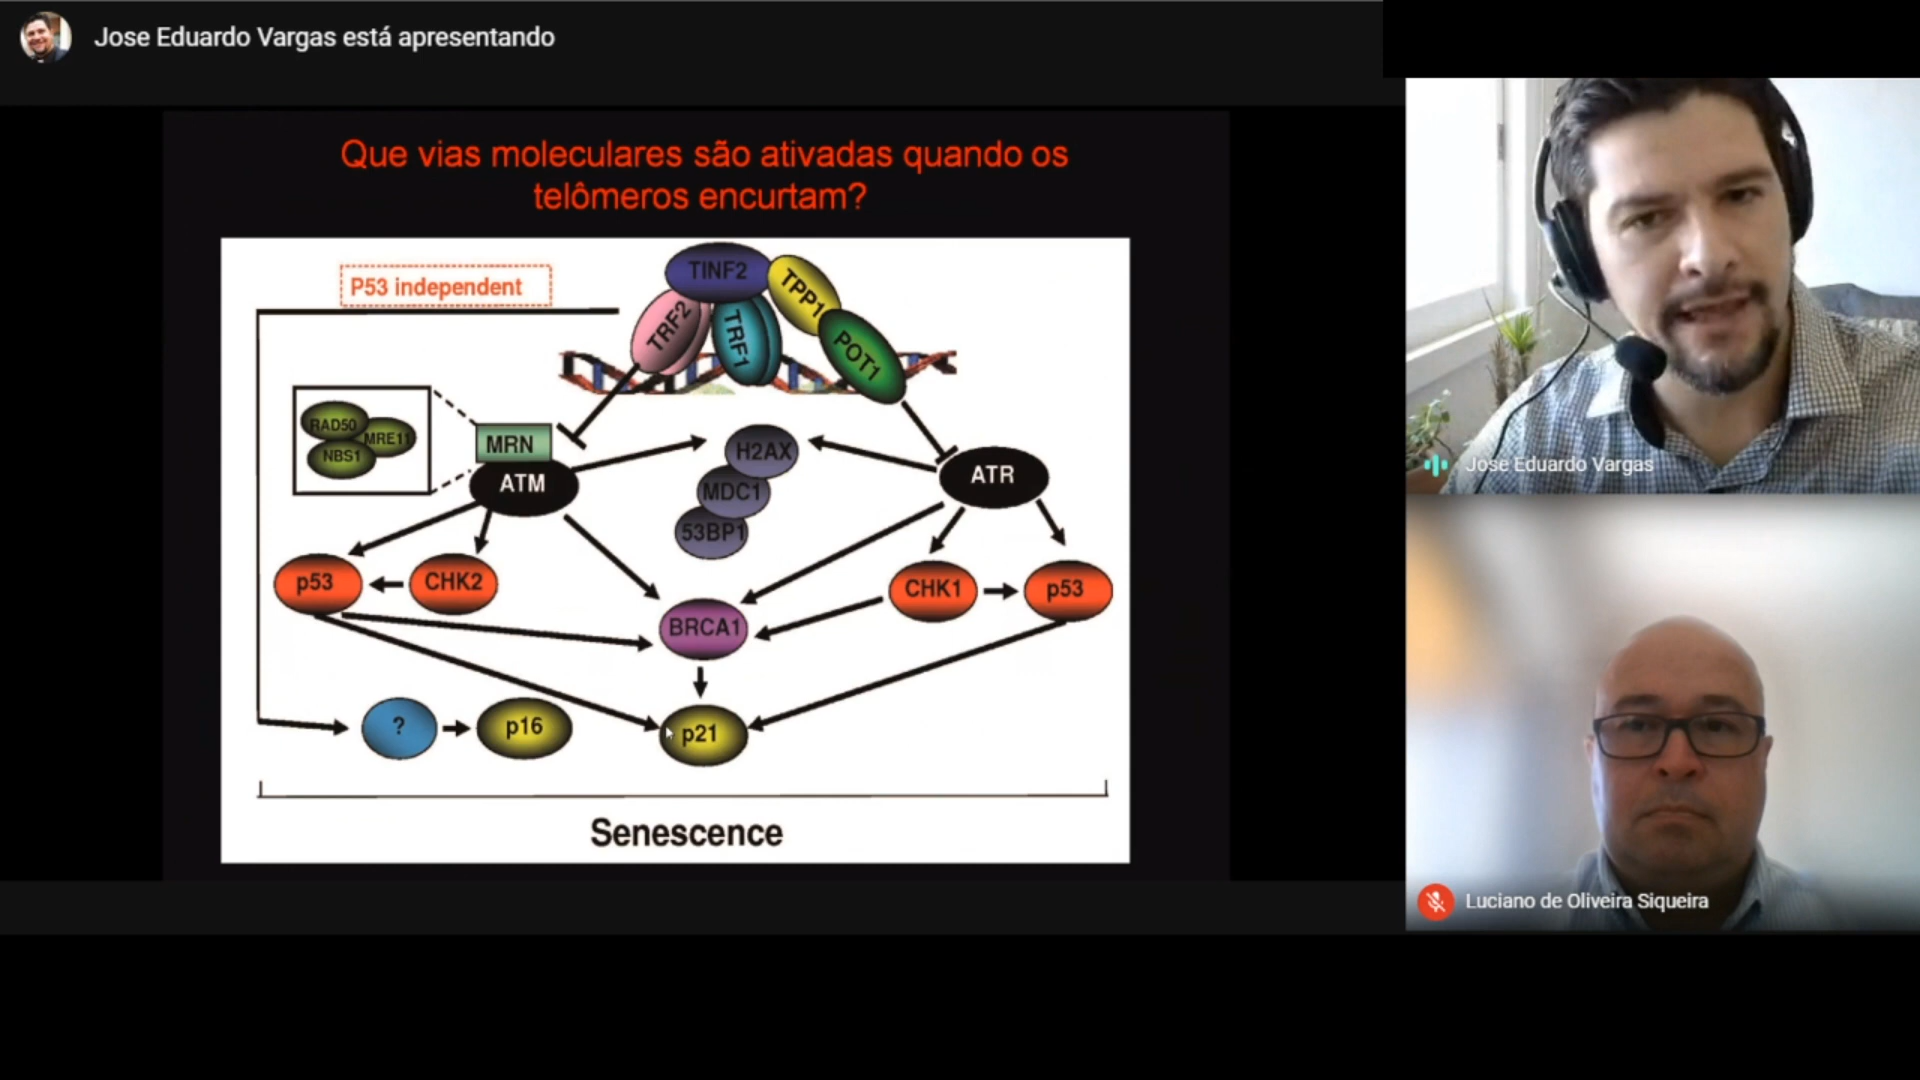 Jose Eduardo Vargas está apresentando
Que vias moleculares são ativadas quando os
telômeros encurtam?
P53 independent
TINF2
TPP1
TRF2
TRF1
POT1
RAD50
MRE11
NBS1
MRN
ATM
H2AX
MDC1
53BP1
ATR
p53
CHK2
CHK1
p53
BRCA1
?
p16
p21
Senescence
Jose Eduardo Vargas
Luciano de Oliveira Siqueira